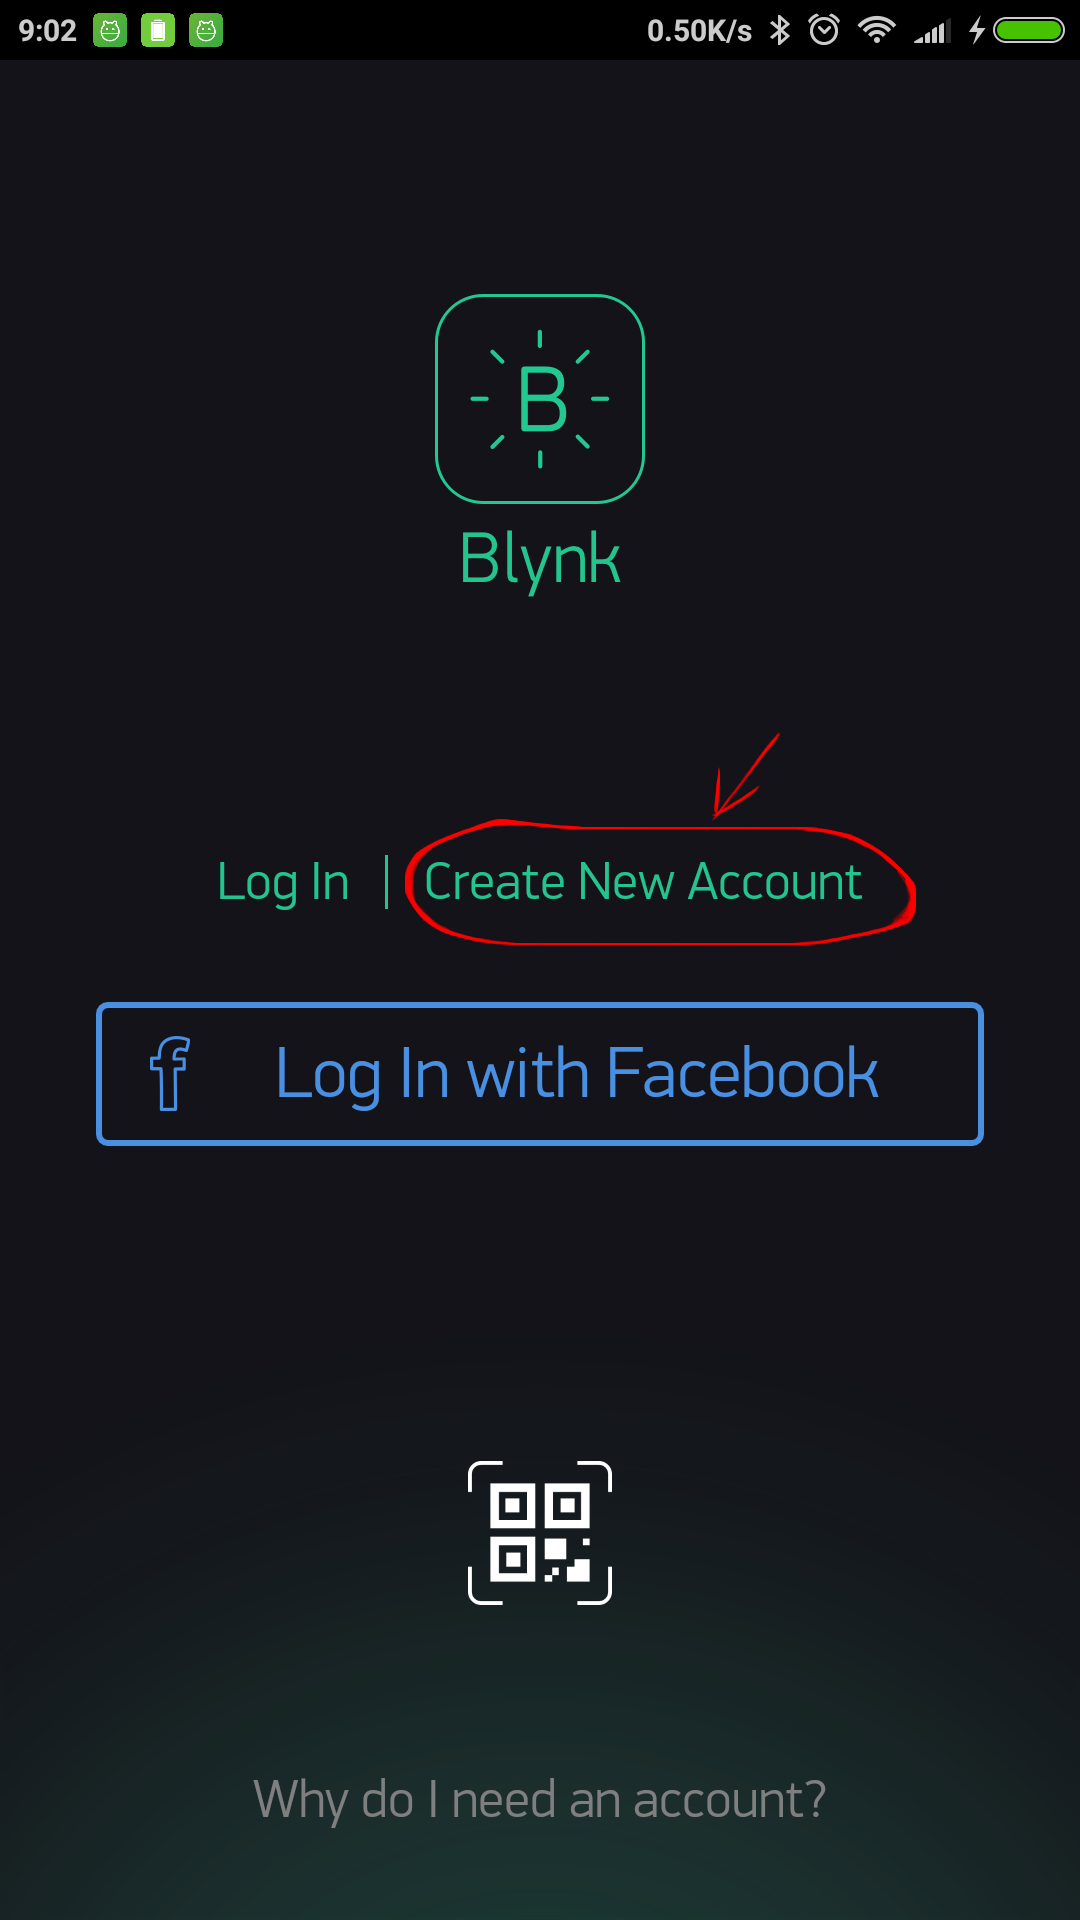 9:02 0.50K/s
B
Blynk
Log In | Create New Account
f Log In with Facebook
Why do I need an account?